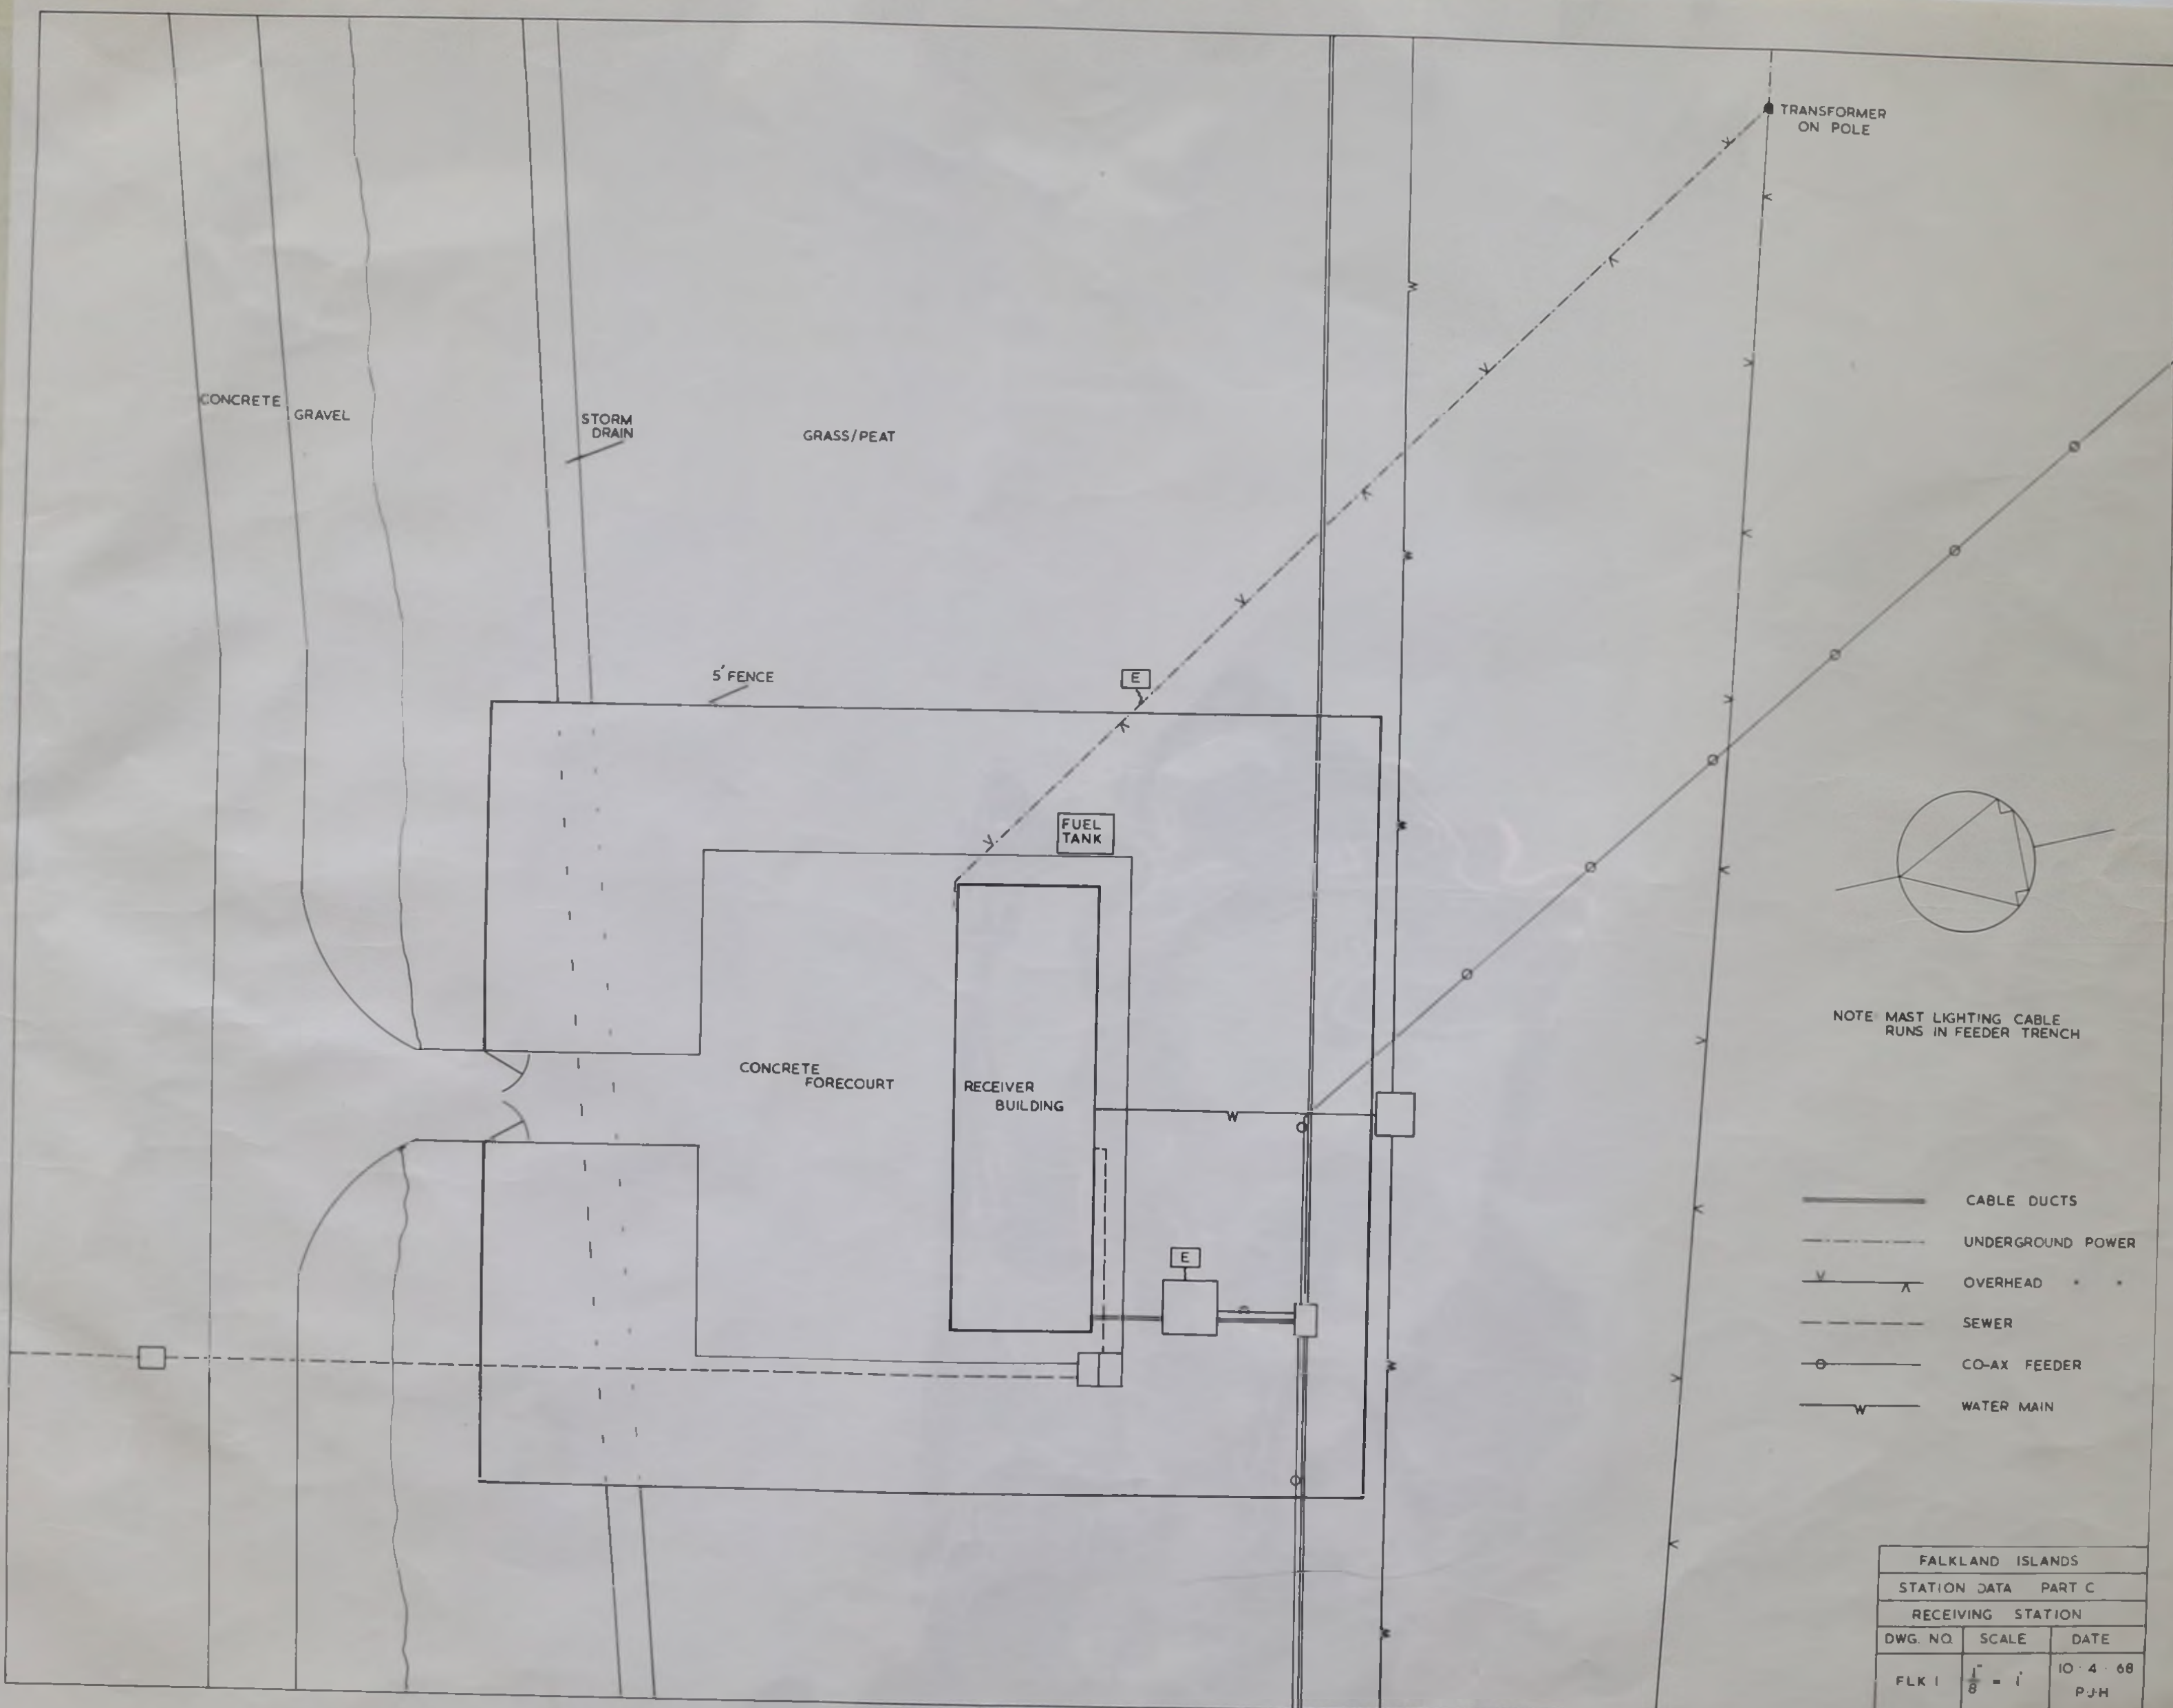 TRANSFORMER
ON POLE
CONCRETE
GRAVEL
STORM
DRAIN
GRASS/PEAT
5' FENCE
E
FUEL
TANK
CONCRETE
FORECOURT
RECEIVER
BUILDING
E
W
W
W
W
W
W
NOTE MAST LIGHTING CABLE
RUNS IN FEEDER TRENCH
CABLE DUCTS
UNDERGROUND POWER
OVERHEAD " "
SEWER
CO-AX FEEDER
W
WATER MAIN
FALKLAND ISLANDS
STATION DATA PART C
RECEIVING STATION
DWG. NO. SCALE DATE
FLK 1 1/8" = 1' 10·4·68
PJH